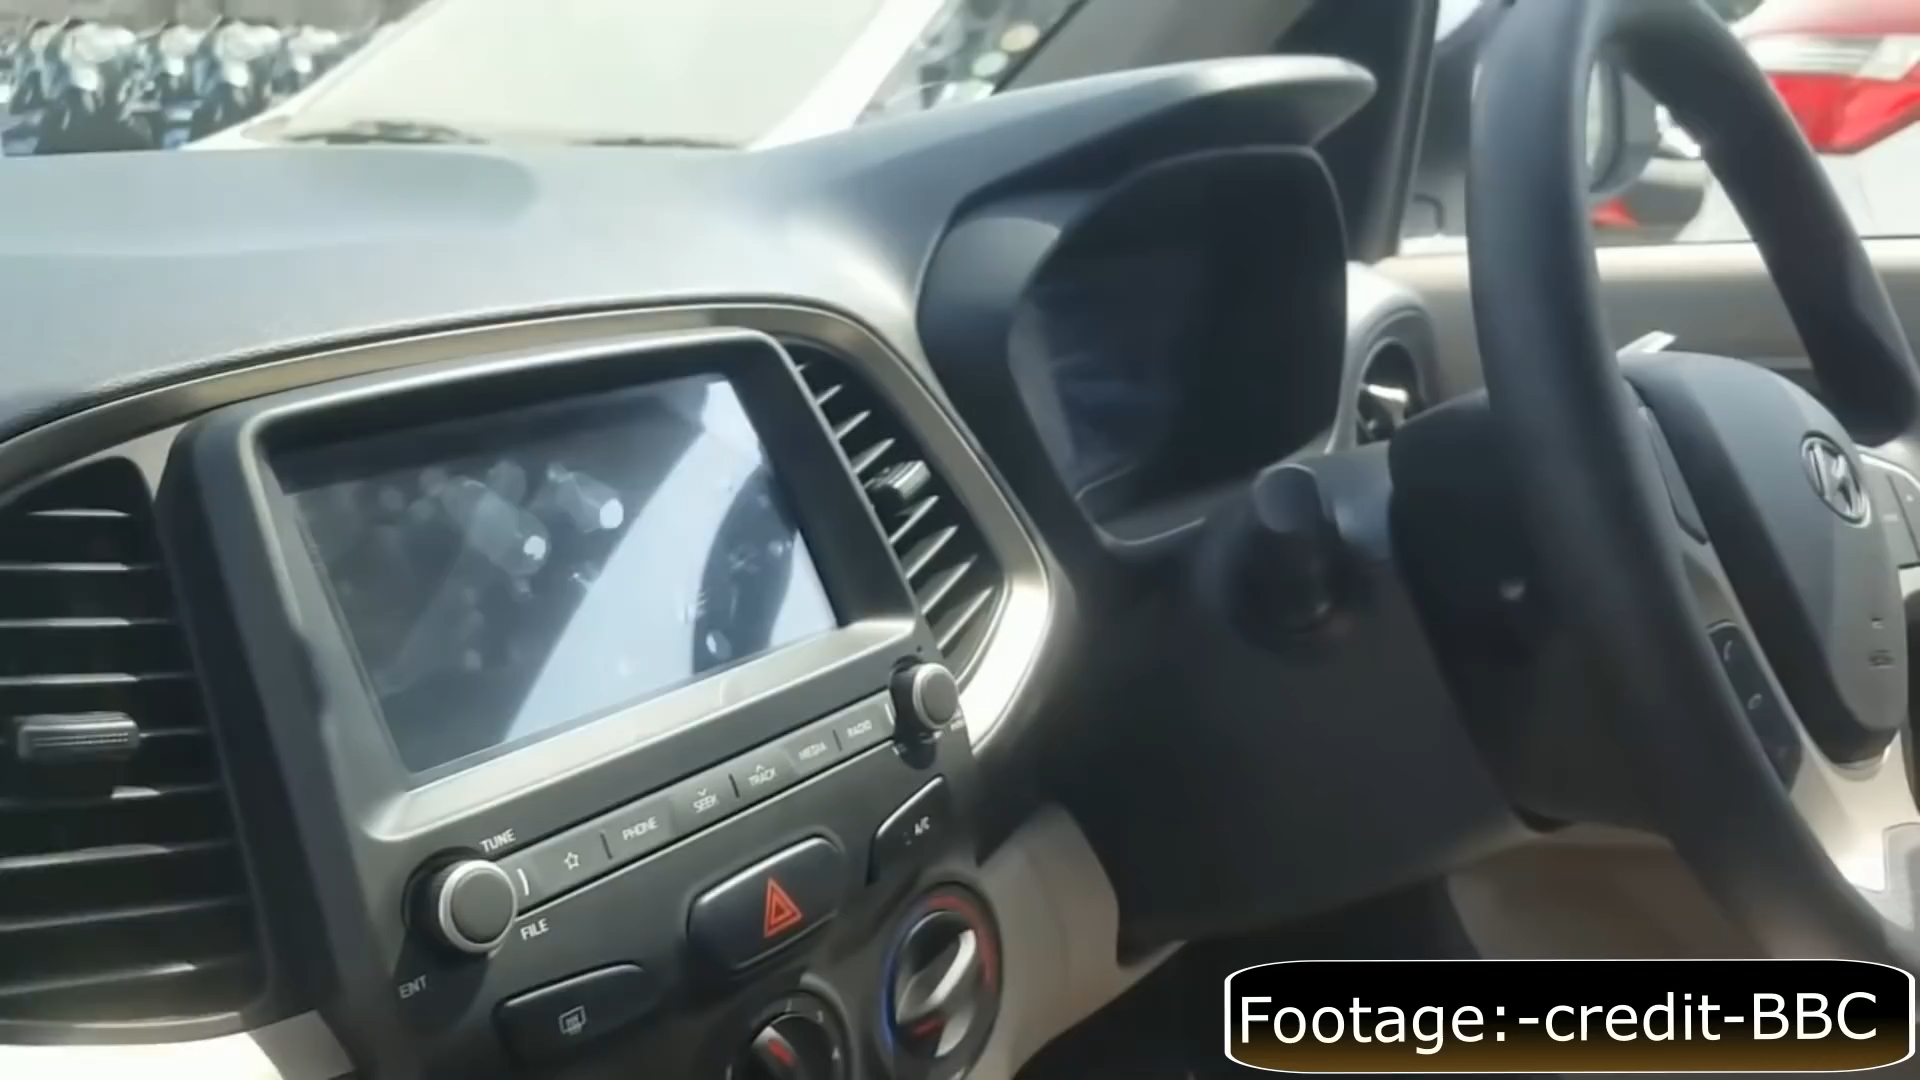 TUNE
☆ PHONE SEEK TRACK MEDIA RADIO
FILE
A/C
ENT
Footage:-credit-BBC